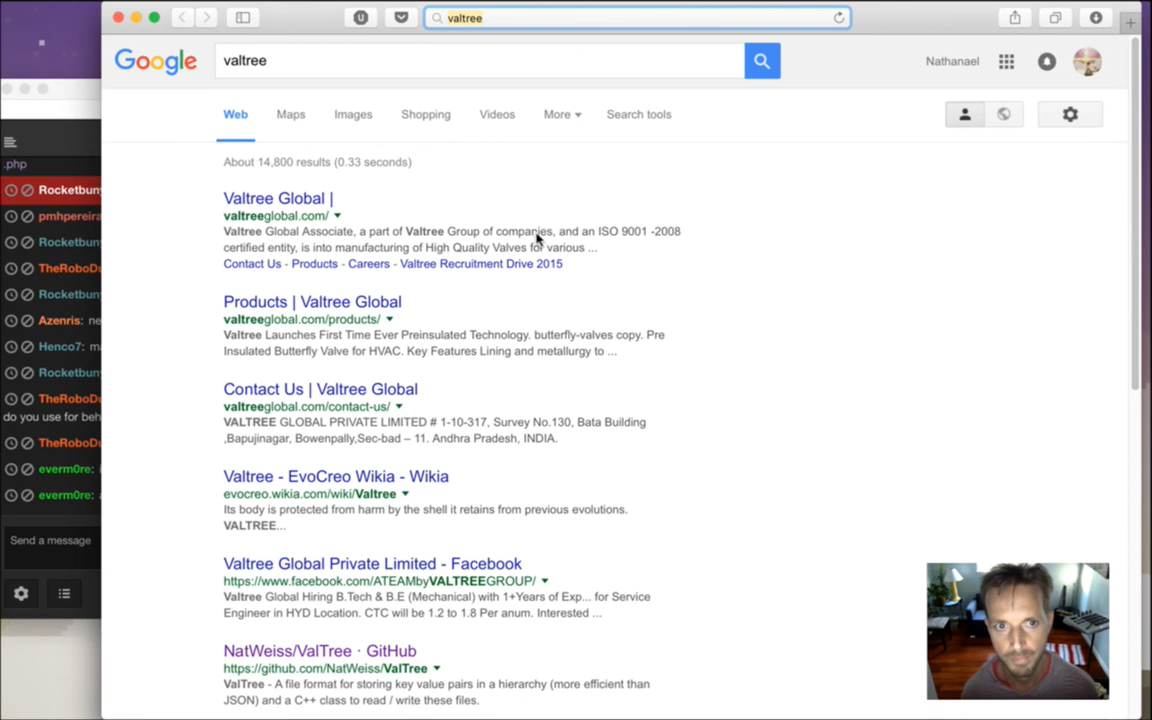 valtree
Google
valtree
Nathanael
Web
Maps
Images
Shopping
Videos
More
Search tools
About 14,800 results (0.33 seconds)
Valtree Global |
valtreeglobal.com/
Valtree Global Associate, a part of Valtree Group of companies, and an ISO 9001 -2008
certified entity, is into manufacturing of High Quality Valves for various ...
Contact Us - Products - Careers - Valtree Recruitment Drive 2015
Products | Valtree Global
valtreeglobal.com/products/
Valtree Launches First Time Ever Preinsulated Technology. butterfly-valves copy. Pre
Insulated Butterfly Valve for HVAC. Key Features Lining and metallurgy to ...
Contact Us | Valtree Global
valtreeglobal.com/contact-us/
VALTREE GLOBAL PRIVATE LIMITED # 1-10-317, Survey No.130, Bata Building
,Bapujinagar, Bowenpally,Sec-bad – 11. Andhra Pradesh, INDIA.
Valtree - EvoCreo Wikia - Wikia
evocreo.wikia.com/wiki/Valtree
Its body is protected from harm by the shell it retains from previous evolutions.
VALTREE...
Valtree Global Private Limited - Facebook
https://www.facebook.com/ATEAMbyVALTREEGROUP/
Valtree Global Hiring B.Tech & B.E (Mechanical) with 1+Years of Exp... for Service
Engineer in HYD Location. CTC will be 1.2 to 1.8 Per anum. Interested ...
NatWeiss/ValTree · GitHub
https://github.com/NatWeiss/ValTree
ValTree - A file format for storing key value pairs in a hierarchy (more efficient than
JSON) and a C++ class to read / write these files.
.php
Rocketbun
pmhpereira
Rocketbun
TheRoboDu
Rocketbun
Azenris: ne
Henco7: m
Rocketbun
TheRoboDu
do you use for beh
TheRoboDu
everm0re:
everm0re:
Send a message